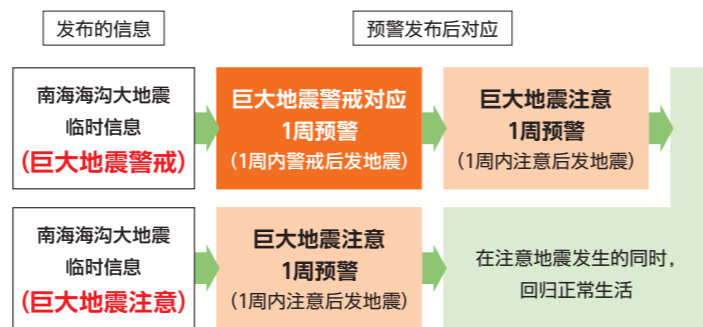 发布的信息
预警发布后对应
南海海沟大地震
临时信息
(巨大地震警戒)
巨大地震警戒对应
1周预警
(1周内警戒后发地震)
巨大地震注意
1周预警
(1周内注意后发地震)
南海海沟大地震
临时信息
(巨大地震注意)
巨大地震注意
1周预警
(1周内注意后发地震)
在注意地震发生的同时，
回归正常生活